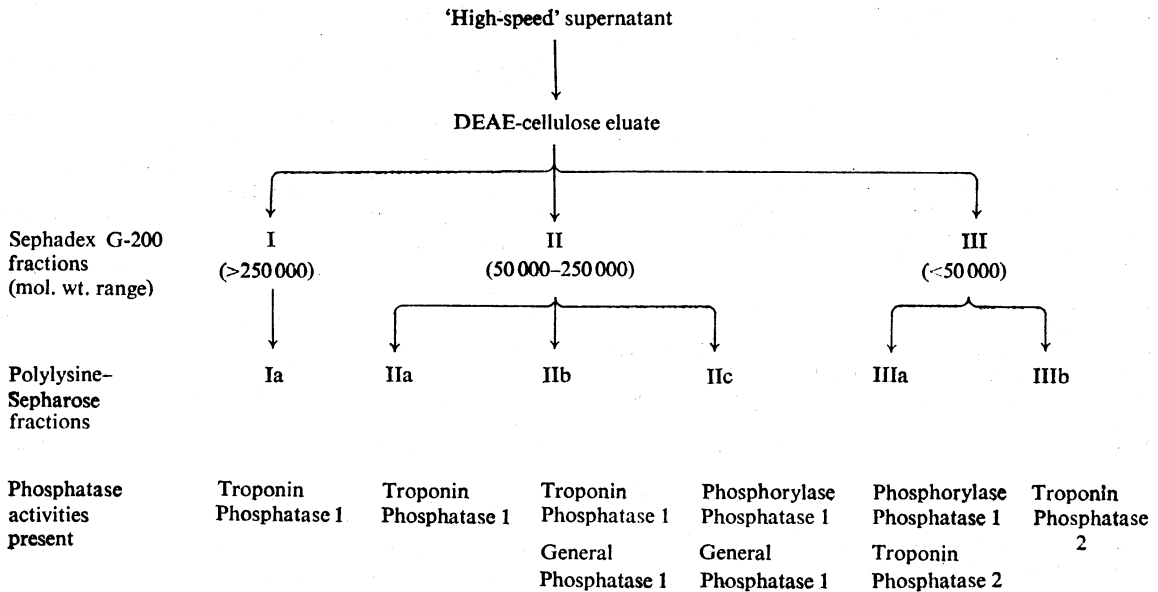 'High-speed' supernatant
DEAE-cellulose eluate
Sephadex G-200
fractions
(mol. wt. range)
I
(>250 000)
II
(50 000–250 000)
III
(<50 000)
Polylysine–
Sepharose
fractions
Ia
IIa
IIb
IIc
IIIa
IIIb
Phosphatase
activities
present
Troponin
Phosphatase 1
Troponin
Phosphatase 1
Troponin
Phosphatase 1
General
Phosphatase 1
Phosphorylase
Phosphatase 1
General
Phosphatase 1
Phosphorylase
Phosphatase 1
Troponin
Phosphatase 2
Troponin
Phosphatase
2